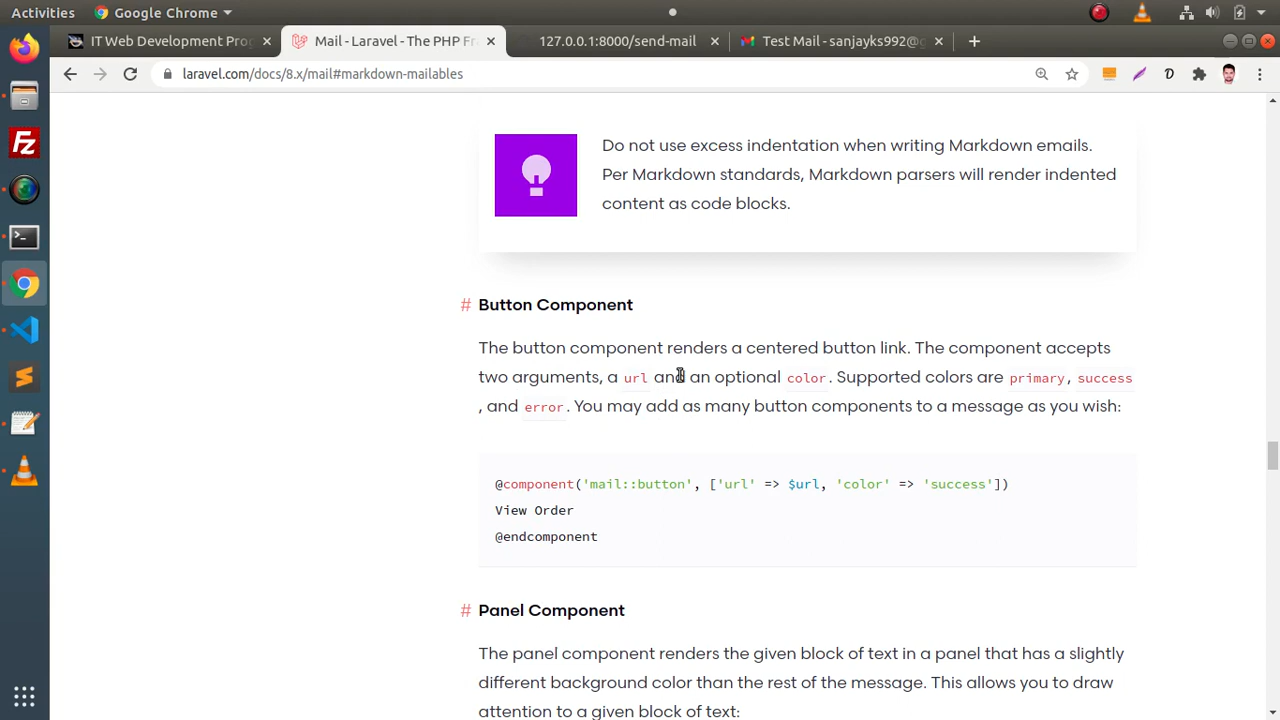 Activities
Google Chrome
IT Web Development Pro
Mail - Laravel - The PHP Fr
127.0.0.1:8000/send-mail
Test Mail - sanjayks992@g
laravel.com/docs/8.x/mail#markdown-mailables
Do not use excess indentation when writing Markdown emails.
Per Markdown standards, Markdown parsers will render indented
content as code blocks.
# Button Component
The button component renders a centered button link. The component accepts
two arguments, a url and an optional color. Supported colors are primary, success
, and error. You may add as many button components to a message as you wish:
@component('mail::button', ['url' => $url, 'color' => 'success'])
View Order
@endcomponent
# Panel Component
The panel component renders the given block of text in a panel that has a slightly
different background color than the rest of the message. This allows you to draw
attention to a given block of text: